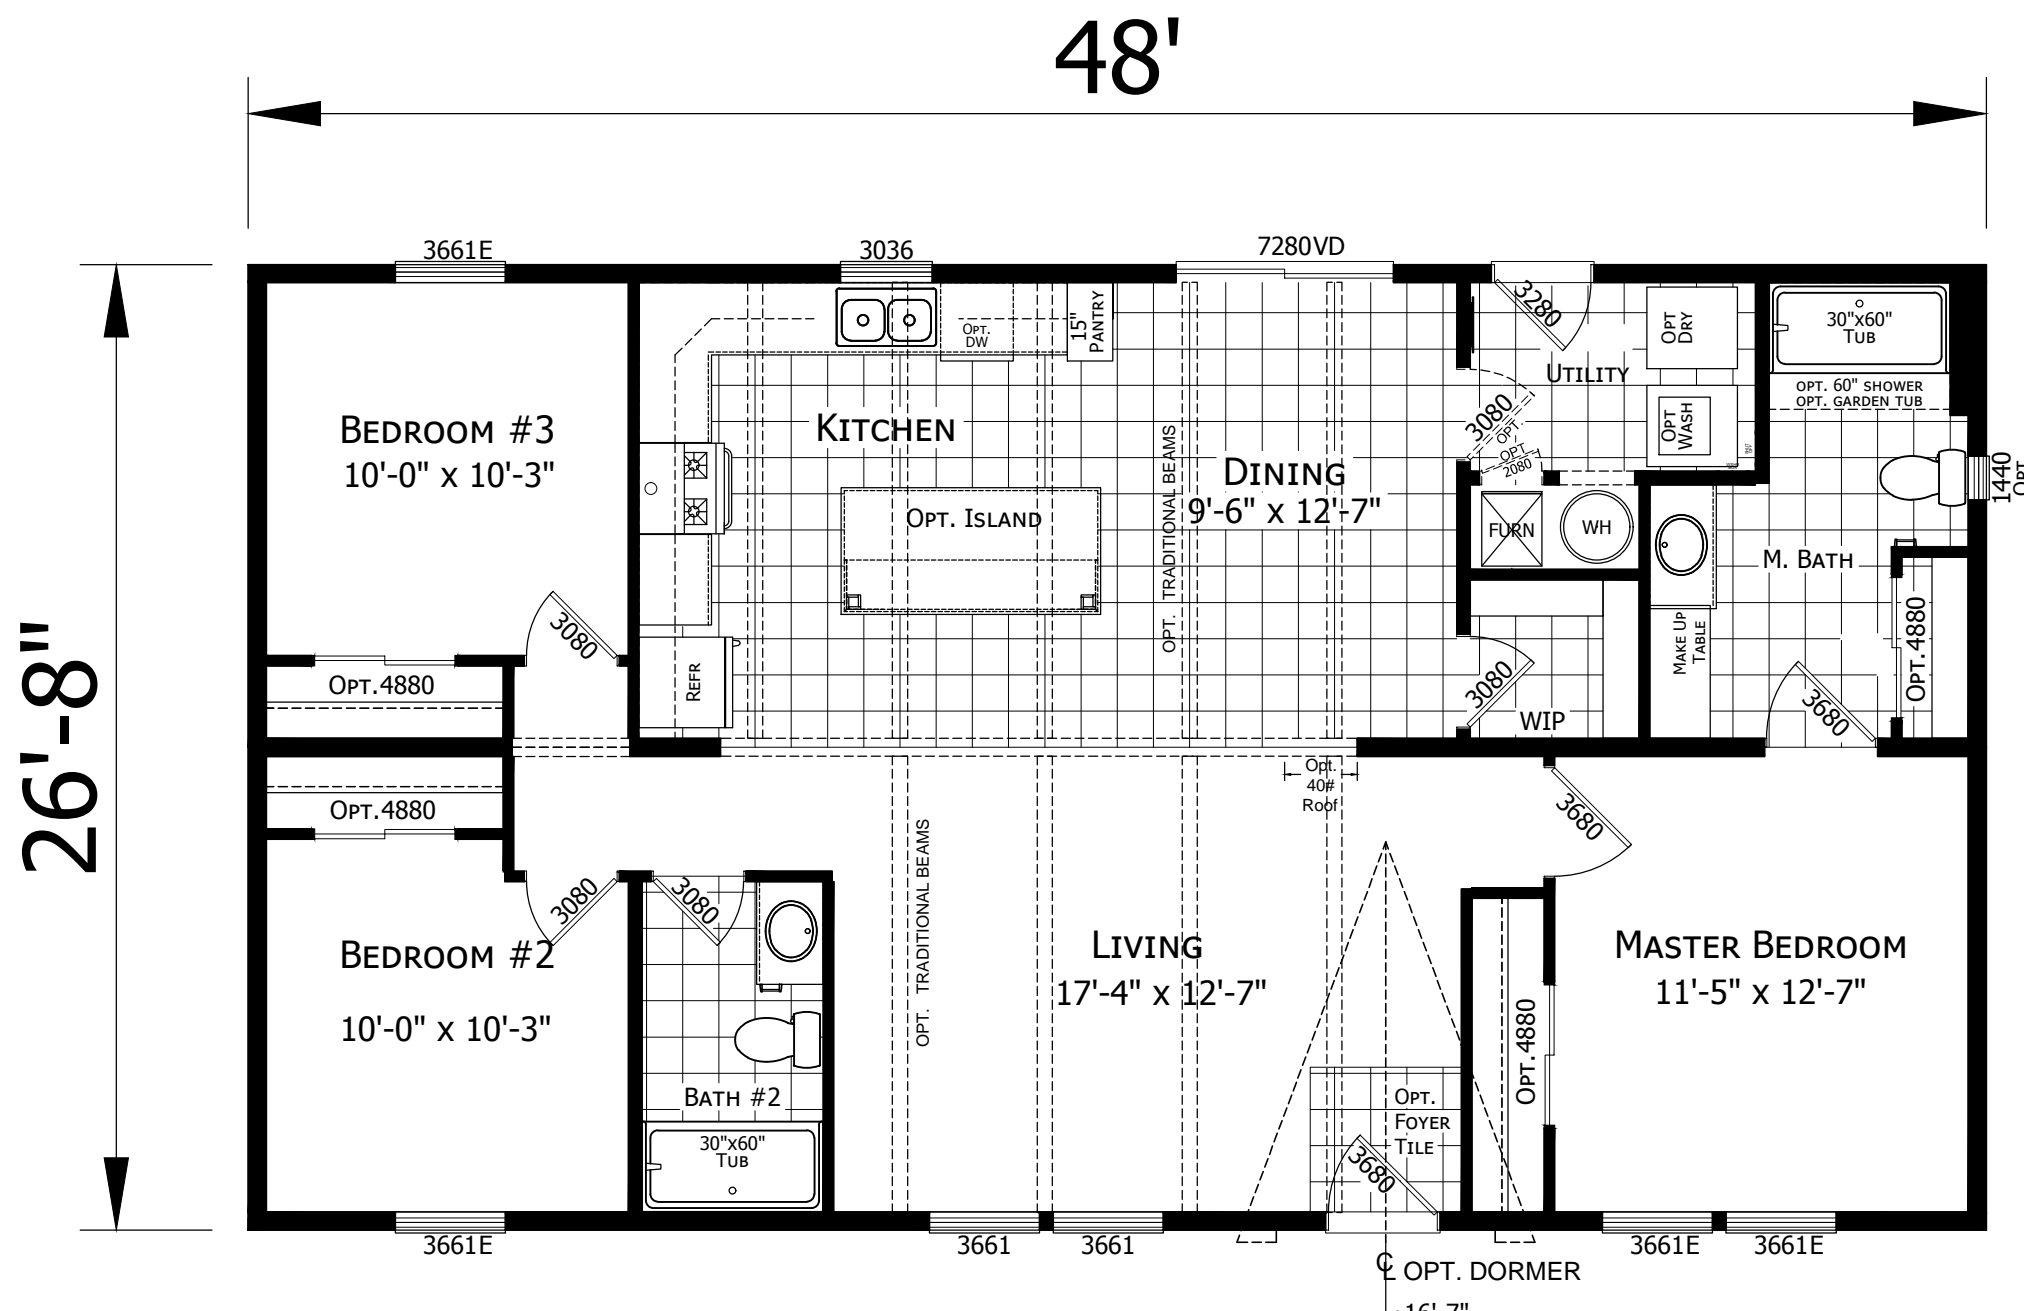 48'
26'-8"
3661E
3036
7280VD
3280
OPT
DRY
30"x60"
TUB
OPT.
DW
15"
PANTRY
UTILITY
OPT. 60" SHOWER
OPT. GARDEN TUB
BEDROOM #3
10'-0" x 10'-3"
KITCHEN
OPT. TRADITIONAL BEAMS
DINING
9'-6" x 12'-7"
3080
OPT.
OPT
2080
OPT
WASH
1440
OPT
OPT. ISLAND
FURN
WH
M. BATH
3080
OPT.4880
REFR
3080
WIP
MAKE UP
TABLE
3680
OPT.4880
Opt.
40#
Roof
OPT.4880
3080
3080
OPT. TRADITIONAL BEAMS
3680
BEDROOM #2
10'-0" x 10'-3"
LIVING
17'-4" x 12'-7"
MASTER BEDROOM
11'-5" x 12'-7"
OPT.4880
BATH #2
30"x60"
TUB
OPT.
FOYER
TILE
3680
3661E
3661
3661
3661E
3661E
℄ OPT. DORMER
16'-7"